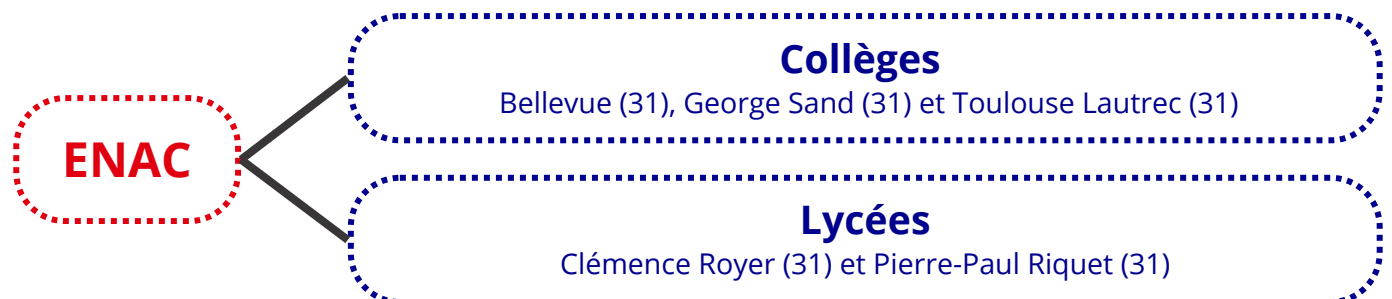 ENAC
Collèges
Bellevue (31), George Sand (31) et Toulouse Lautrec (31)
Lycées
Clémence Royer (31) et Pierre-Paul Riquet (31)